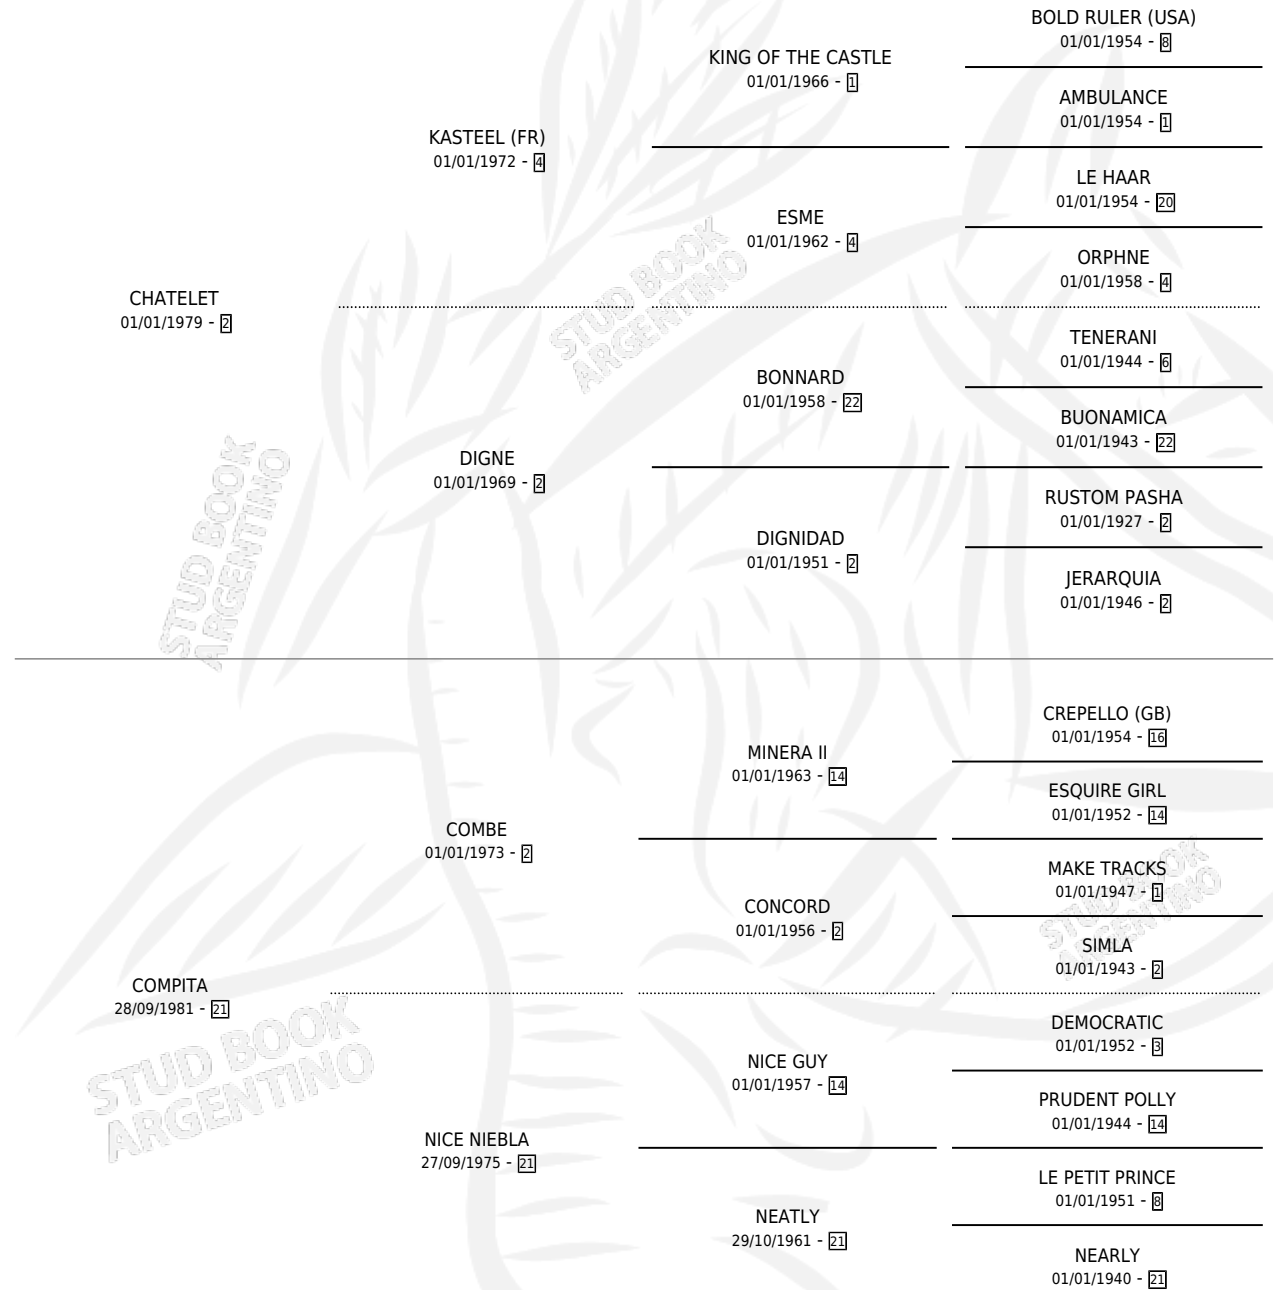 BOLD RULER (USA)
01/01/1954 - 8
KING OF THE CASTLE
01/01/1966 - 1
AMBULANCE
01/01/1954 - 1
KASTEEL (FR)
01/01/1972 - 4
LE HAAR
01/01/1954 - 20
ESME
01/01/1962 - 4
ORPHNE
01/01/1958 - 4
CHATELET
01/01/1979 - 2
TENERANI
01/01/1944 - 6
BONNARD
01/01/1958 - 22
BUONAMICA
01/01/1943 - 22
DIGNE
01/01/1969 - 2
RUSTOM PASHA
01/01/1927 - 2
DIGNIDAD
01/01/1951 - 2
JERARQUIA
01/01/1946 - 2
CREPELLO (GB)
01/01/1954 - 16
MINERA II
01/01/1963 - 14
ESQUIRE GIRL
01/01/1952 - 14
COMBE
01/01/1973 - 2
MAKE TRACKS
01/01/1947 - 1
CONCORD
01/01/1956 - 2
SIMLA
01/01/1943 - 2
COMPITA
28/09/1981 - 21
DEMOCRATIC
01/01/1952 - 3
NICE GUY
01/01/1957 - 14
PRUDENT POLLY
01/01/1944 - 14
NICE NIEBLA
27/09/1975 - 21
LE PETIT PRINCE
01/01/1951 - 8
NEATLY
29/10/1961 - 21
NEARLY
01/01/1940 - 21
STUD BOOK
ARGENTINO
STUD BOOK
ARGENTINO
STUD BOOK
ARGENTINO
STUD BOOK
ARGENTINO